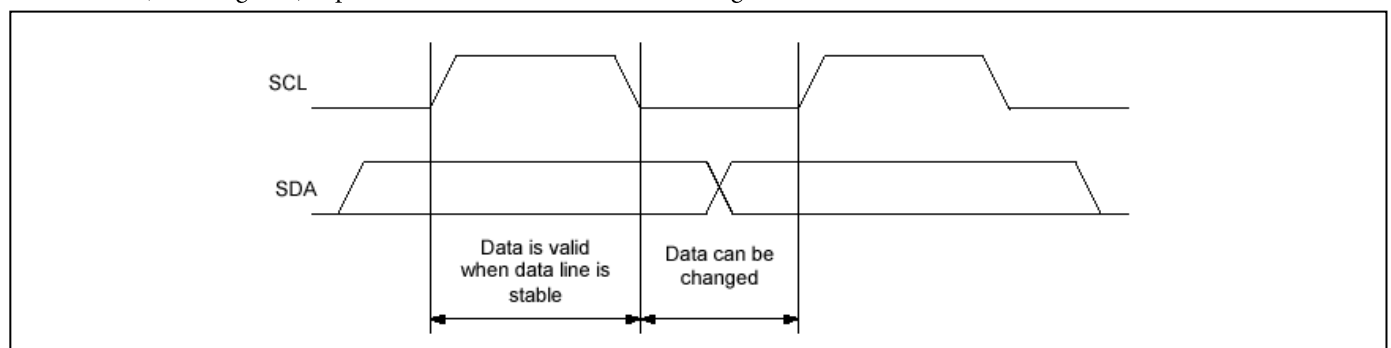 SCL
SDA
Data is valid
when data line is
stable
Data can be
changed